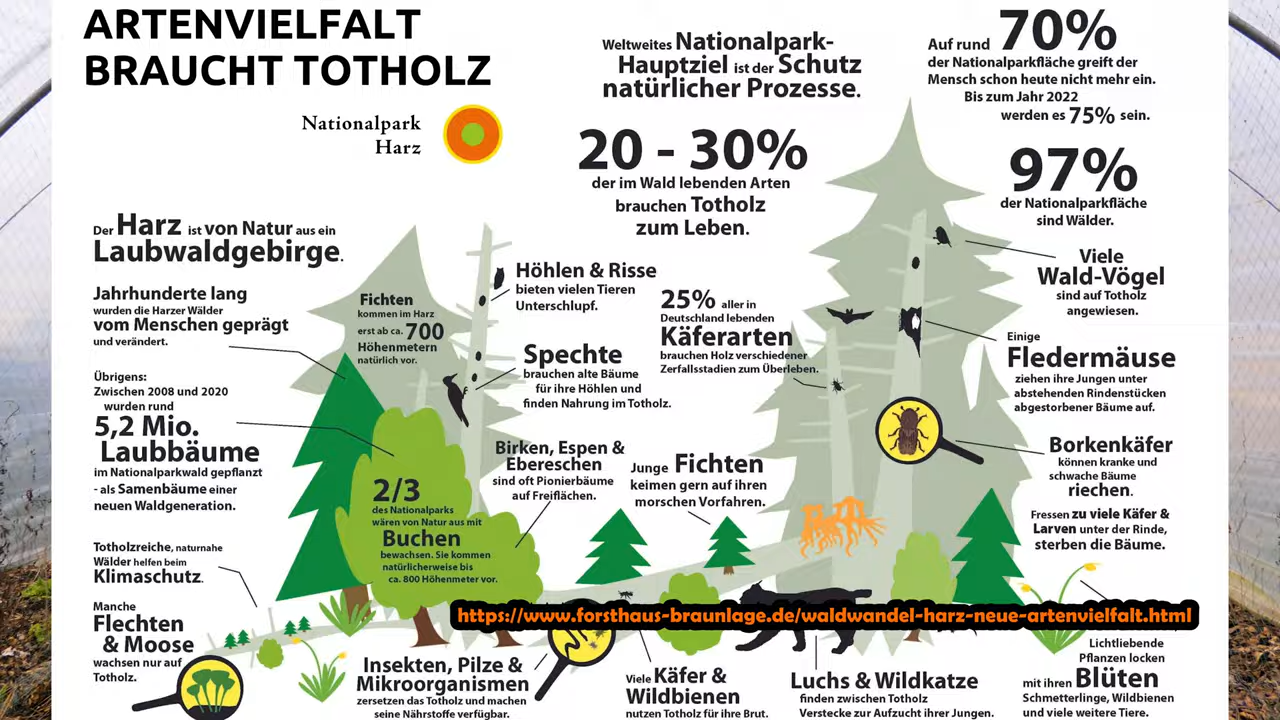 ARTENVIELFALT
BRAUCHT TOTHOLZ
Nationalpark
Harz
Weltweites Nationalpark-
Hauptziel ist der Schutz
natürlicher Prozesse.
Auf rund 70%
der Nationalparkfläche greift der
Mensch schon heute nicht mehr ein.
Bis zum Jahr 2022
werden es 75% sein.
20 - 30%
der im Wald lebenden Arten
brauchen Totholz
zum Leben.
97%
der Nationalparkfläche
sind Wälder.
Der Harz ist von Natur aus ein
Laubwaldgebirge.
Jahrhunderte lang
wurden die Harzer Wälder
vom Menschen geprägt
und verändert.
Fichten
kommen im Harz
erst ab ca. 700
Höhenmetern
natürlich vor.
Höhlen & Risse
bieten vielen Tieren
Unterschlupf.
25% aller in
Deutschland lebenden
Käferarten
brauchen Holz verschiedener
Zerfallsstadien zum Überleben.
Viele
Wald-Vögel
sind auf Totholz
angewiesen.
Spechte
brauchen alte Bäume
für ihre Höhlen und
finden Nahrung im Totholz.
Einige
Fledermäuse
ziehen ihre Jungen unter
abstehenden Rindenstücken
abgestorbener Bäume auf.
Übrigens:
Zwischen 2008 und 2020
wurden rund
5,2 Mio.
Laubbäume
im Nationalparkwald gepflanzt
- als Samenbäume einer
neuen Waldgeneration.
2/3
des Nationalparks
wären von Natur aus mit
Buchen
bewachsen. Sie kommen
natürlicherweise bis
ca. 800 Höhenmeter vor.
Birken, Espen &
Ebereschen
sind oft Pionierbäume
auf Freiflächen.
Junge Fichten
keimen gern auf ihren
morschen Vorfahren.
Borkenkäfer
können kranke und
schwache Bäume
riechen.
Fressen zu viele Käfer &
Larven unter der Rinde,
sterben die Bäume.
Totholzreiche, naturnahe
Wälder helfen beim
Klimaschutz.
Manche
Flechten
& Moose
wachsen nur auf
Totholz.
https://www.forsthaus-braunlage.de/waldwandel-harz-neue-artenvielfalt.html
Insekten, Pilze &
Mikroorganismen
zersetzen das Totholz und machen
seine Nährstoffe verfügbar.
Viele Käfer &
Wildbienen
nutzen Totholz für ihre Brut.
Luchs & Wildkatze
finden zwischen Totholz
Verstecke zur Aufzucht ihrer Jungen.
Lichtliebende
Pflanzen locken
mit ihren Blüten
Schmetterlinge, Wildbienen
und viele weitere Tiere.